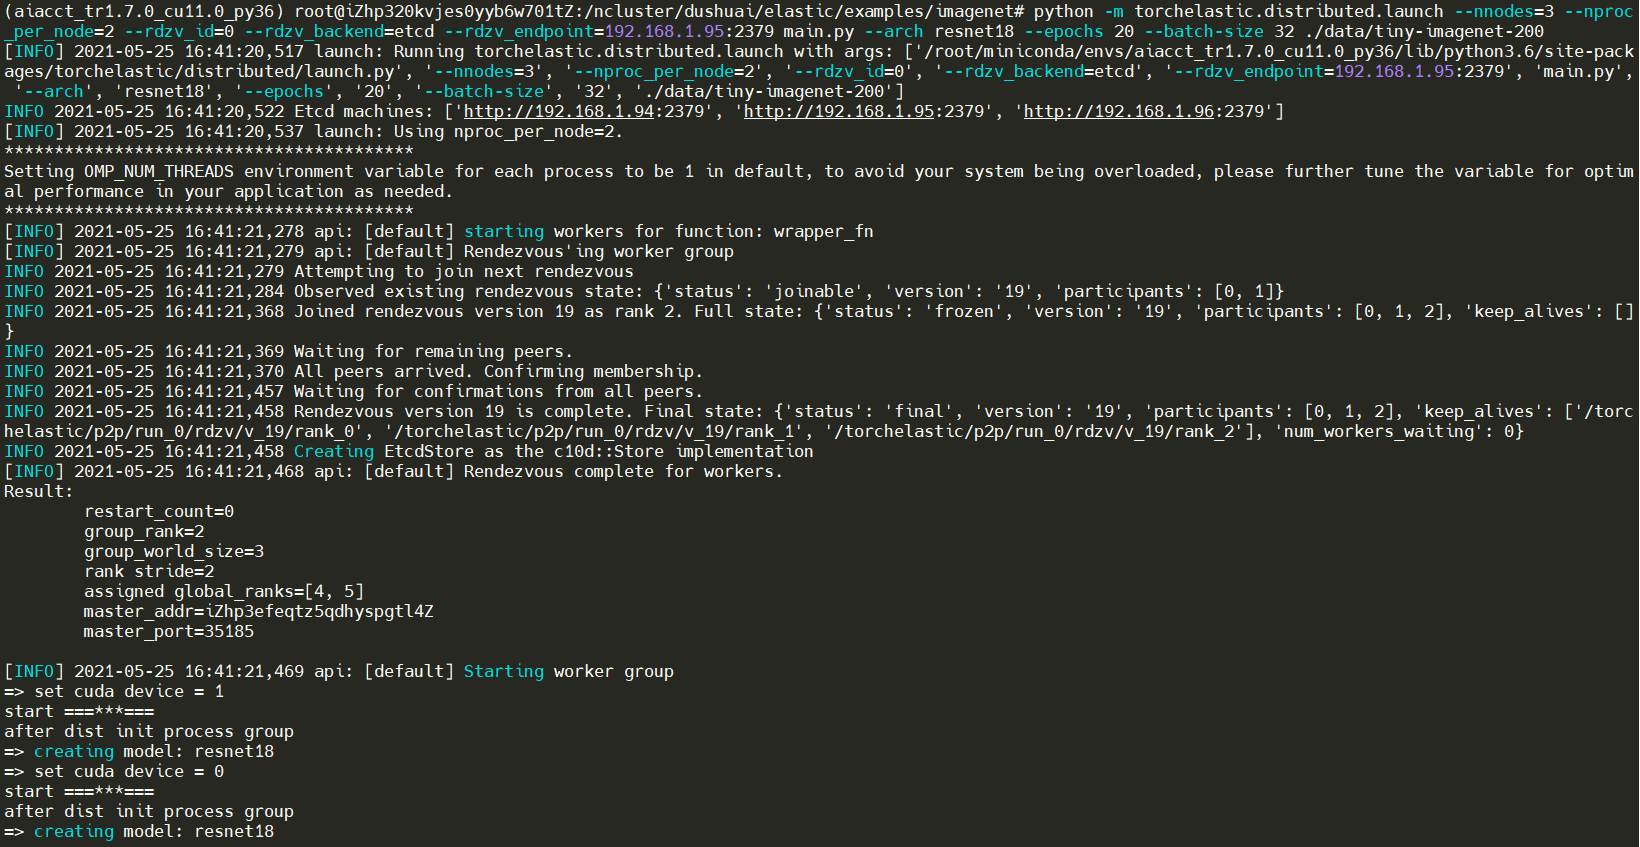 (aiacct_tr1.7.0_cu11.0_py36) root@iZhp320kvjes0yyb6w701tZ:/ncluster/dushuai/elastic/examples/imagenet# python -m torchelastic.distributed.launch --nnodes=3 --nproc
_per_node=2 --rdzv_id=0 --rdzv_backend=etcd --rdzv_endpoint=192.168.1.95:2379 main.py --arch resnet18 --epochs 20 --batch-size 32 ./data/tiny-imagenet-200
[INFO] 2021-05-25 16:41:20,517 launch: Running torchelastic.distributed.launch with args: ['/root/miniconda/envs/aiacct_tr1.7.0_cu11.0_py36/lib/python3.6/site-pack
ages/torchelastic/distributed/launch.py', '--nnodes=3', '--nproc_per_node=2', '--rdzv_id=0', '--rdzv_backend=etcd', '--rdzv_endpoint=192.168.1.95:2379', 'main.py',
 '--arch', 'resnet18', '--epochs', '20', '--batch-size', '32', './data/tiny-imagenet-200']
INFO 2021-05-25 16:41:20,522 Etcd machines: ['http://192.168.1.94:2379', 'http://192.168.1.95:2379', 'http://192.168.1.96:2379']
[INFO] 2021-05-25 16:41:20,537 launch: Using nproc_per_node=2.
*****************************************
Setting OMP_NUM_THREADS environment variable for each process to be 1 in default, to avoid your system being overloaded, please further tune the variable for optim
al performance in your application as needed.
*****************************************
[INFO] 2021-05-25 16:41:21,278 api: [default] starting workers for function: wrapper_fn
[INFO] 2021-05-25 16:41:21,279 api: [default] Rendezvous'ing worker group
INFO 2021-05-25 16:41:21,279 Attempting to join next rendezvous
INFO 2021-05-25 16:41:21,284 Observed existing rendezvous state: {'status': 'joinable', 'version': '19', 'participants': [0, 1]}
INFO 2021-05-25 16:41:21,368 Joined rendezvous version 19 as rank 2. Full state: {'status': 'frozen', 'version': '19', 'participants': [0, 1, 2], 'keep_alives': []
}
INFO 2021-05-25 16:41:21,369 Waiting for remaining peers.
INFO 2021-05-25 16:41:21,370 All peers arrived. Confirming membership.
INFO 2021-05-25 16:41:21,457 Waiting for confirmations from all peers.
INFO 2021-05-25 16:41:21,458 Rendezvous version 19 is complete. Final state: {'status': 'final', 'version': '19', 'participants': [0, 1, 2], 'keep_alives': ['/torc
helastic/p2p/run_0/rdzv/v_19/rank_0', '/torchelastic/p2p/run_0/rdzv/v_19/rank_1', '/torchelastic/p2p/run_0/rdzv/v_19/rank_2'], 'num_workers_waiting': 0}
INFO 2021-05-25 16:41:21,458 Creating EtcdStore as the c10d::Store implementation
[INFO] 2021-05-25 16:41:21,468 api: [default] Rendezvous complete for workers.
Result:
        restart_count=0
        group_rank=2
        group_world_size=3
        rank stride=2
        assigned global_ranks=[4, 5]
        master_addr=iZhp3efeqtz5qdhyspgtl4Z
        master_port=35185

[INFO] 2021-05-25 16:41:21,469 api: [default] Starting worker group
=> set cuda device = 1
start ===***===
after dist init process group
=> creating model: resnet18
=> set cuda device = 0
start ===***===
after dist init process group
=> creating model: resnet18